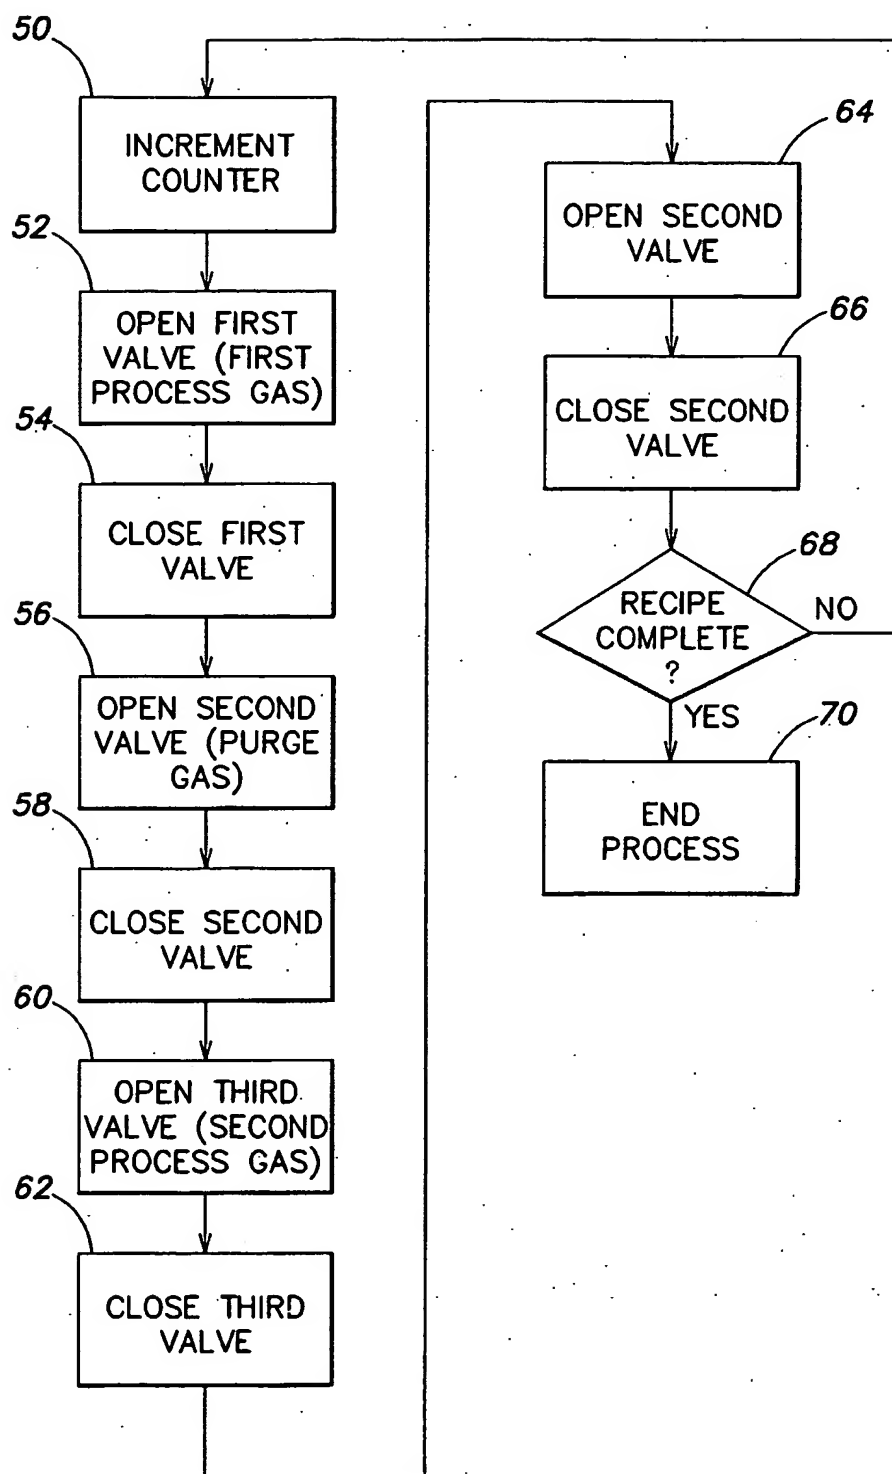 50
INCREMENT
COUNTER
52
OPEN FIRST
VALVE (FIRST
PROCESS GAS)
54
CLOSE FIRST
VALVE
56
OPEN SECOND
VALVE (PURGE
GAS)
58
CLOSE SECOND
VALVE
60
OPEN THIRD
VALVE (SECOND
PROCESS GAS)
62
CLOSE THIRD
VALVE
64
OPEN SECOND
VALVE
66
CLOSE SECOND
VALVE
68
RECIPE
COMPLETE
?
NO
YES
70
END
PROCESS